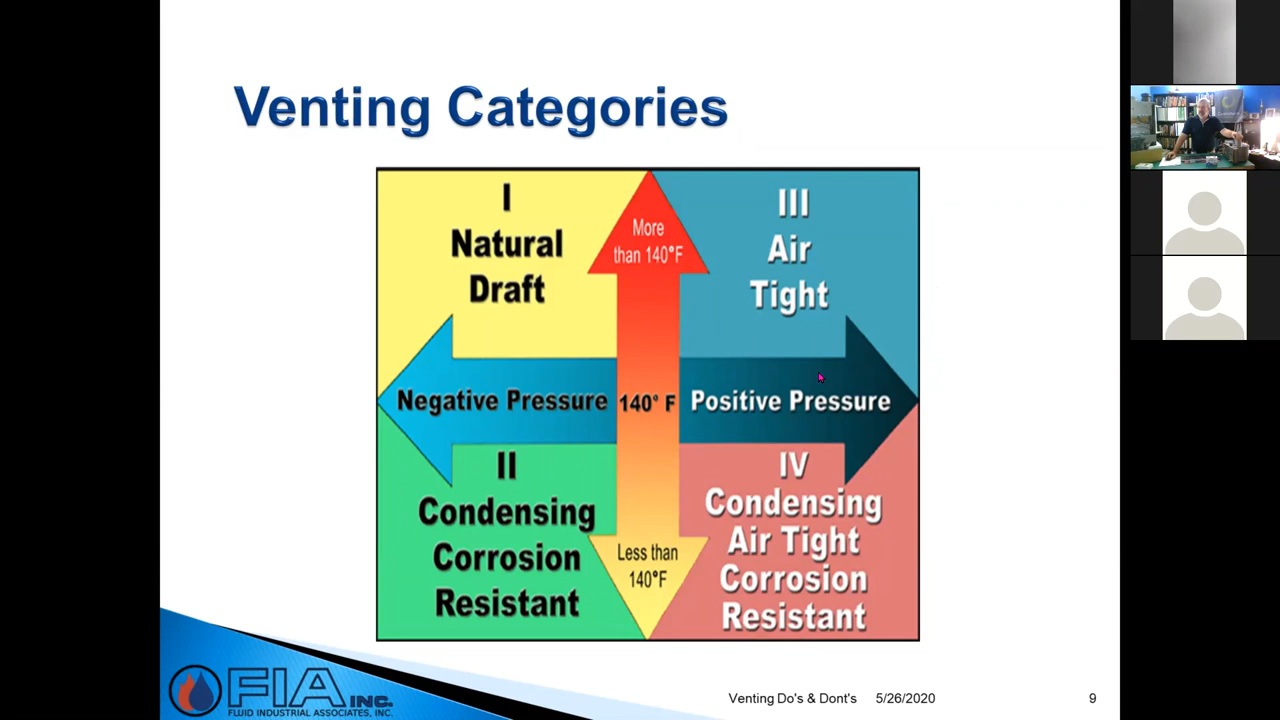 Venting Categories
I
Natural
Draft
More
than 140°F
III
Air
Tight
Negative Pressure
140° F
Positive Pressure
II
Condensing
Corrosion
Resistant
Less than
140°F
IV
Condensing
Air Tight
Corrosion
Resistant
FIA INC.
FLUID INDUSTRIAL ASSOCIATES, INC.
Venting Do's & Dont's
5/26/2020
9